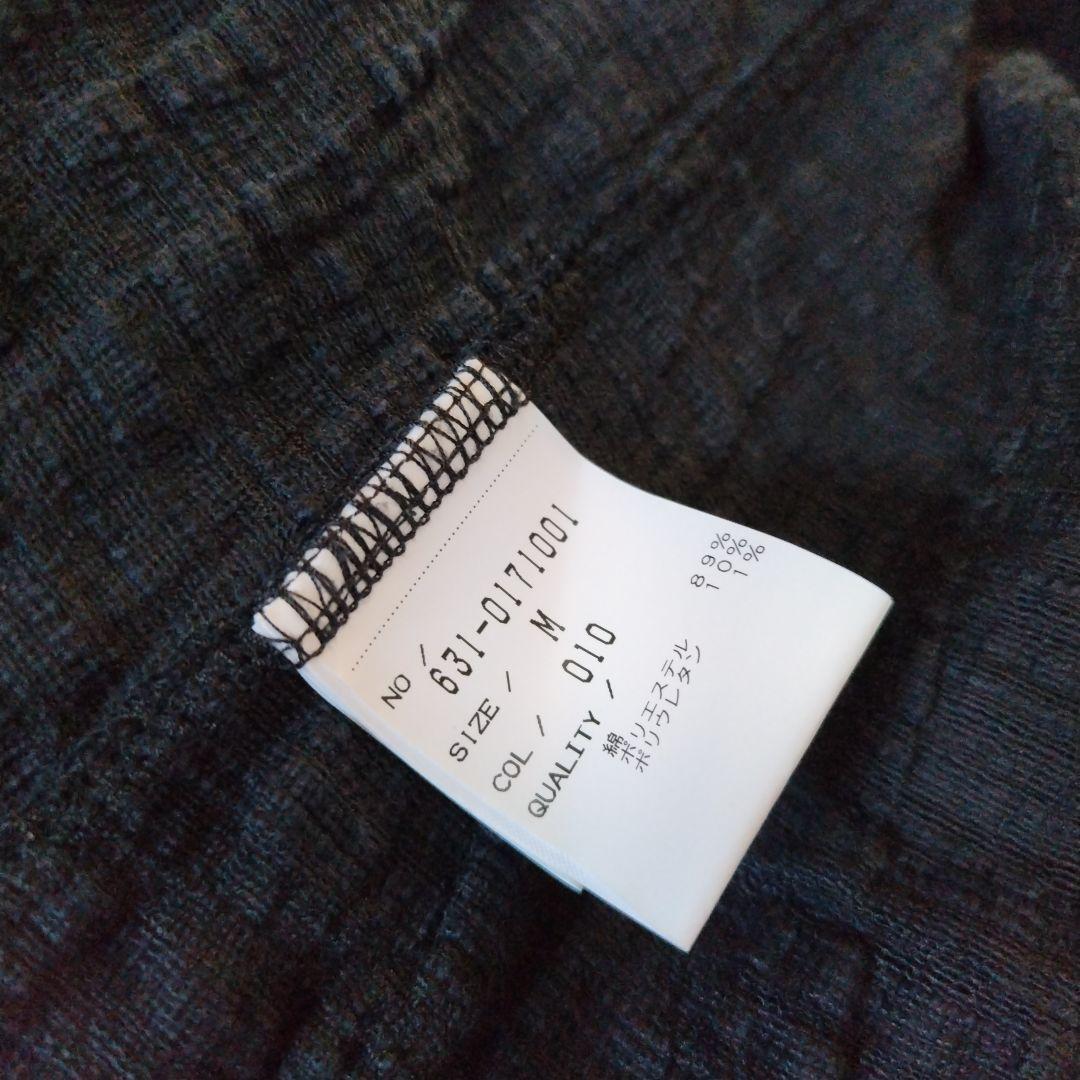 NO / 631-0171001
SIZE / M
COL / 010
QUALITY /
綿 89%
ポリエステル 10%
ポリウレタン 1%